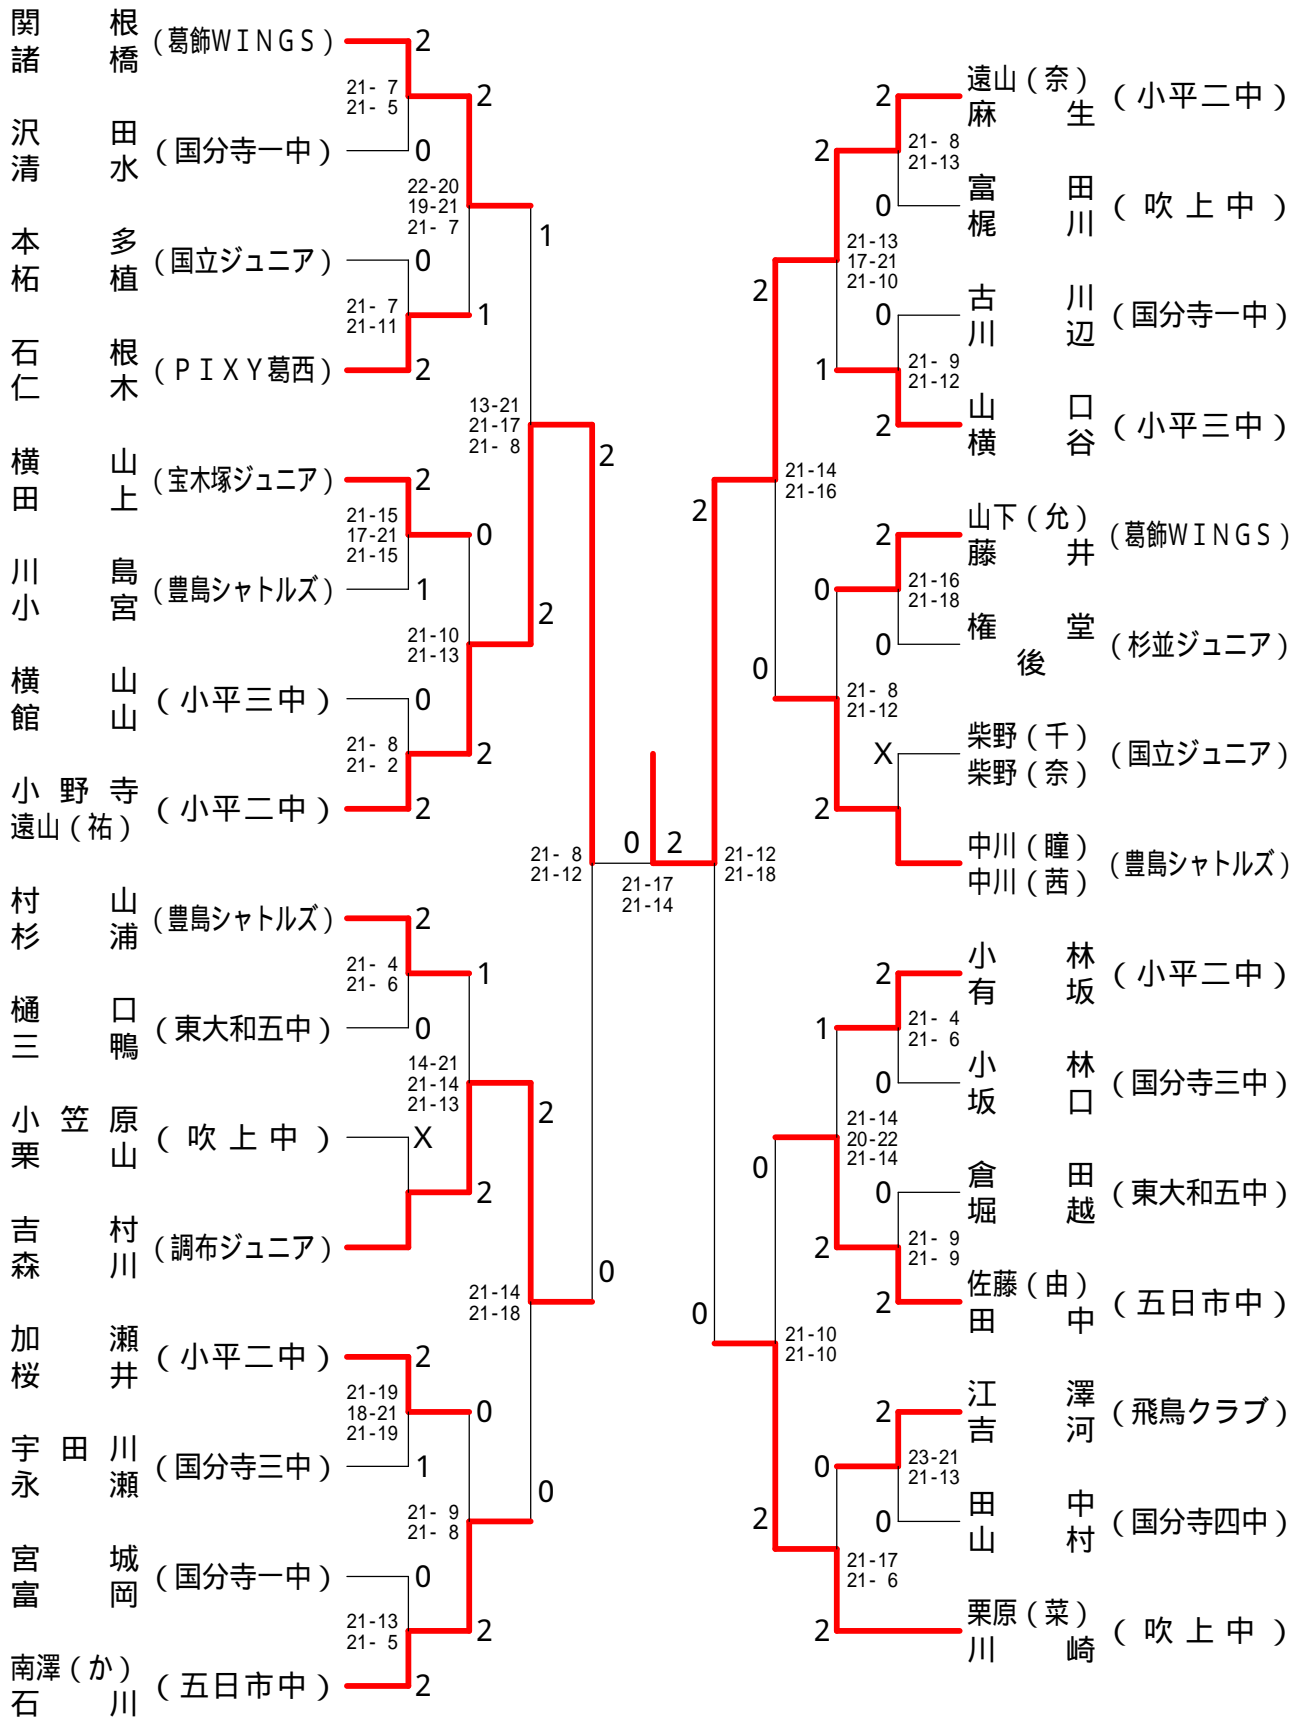 関根
諸橋
(葛飾WINGS)
2
21- 7
21- 5
2
沢田
清水
(国分寺一中)
0
22-20
19-21
21- 7
1
本多
柘植
(国立ジュニア)
0
21- 7
21-11
1
石根
仁木
(PIXY葛西)
2
13-21
21-17
21- 8
2
横山
田上
(宝木塚ジュニア)
2
21-15
17-21
21-15
0
川島
小宮
(豊島シャトルズ)
1
21-10
21-13
2
横山
館山
(小平三中)
0
21- 8
21- 2
2
小野寺
遠山(祐)
(小平二中)
2
21- 8
21-12
村山
杉浦
(豊島シャトルズ)
2
21- 4
21- 6
1
樋口
三鴨
(東大和五中)
0
14-21
21-14
21-13
2
小笠原
栗山
(吹上中)
X
2
吉村
森川
(調布ジュニア)
21-14
21-18
0
加瀬
桜井
(小平二中)
2
21-19
18-21
21-19
0
宇田川
永瀬
(国分寺三中)
1
21- 9
21- 8
0
宮城
富岡
(国分寺一中)
0
21-13
21- 5
2
南澤(か)
石川
(五日市中)
2
0 2
21-17
21-14
遠山(奈)
麻生
(小平二中)
2
21- 8
21-13
2
富田
梶川
(吹上中)
0
21-13
17-21
21-10
2
古川
川辺
(国分寺一中)
0
21- 9
21-12
1
山口
横谷
(小平三中)
2
21-14
21-16
2
山下(允)
藤井
(葛飾WINGS)
2
21-16
21-18
0
権堂
後
(杉並ジュニア)
0
21- 8
21-12
0
柴野(千)
柴野(奈)
(国立ジュニア)
X
2
中川(瞳)
中川(茜)
(豊島シャトルズ)
21-12
21-18
小林
有坂
(小平二中)
2
21- 4
21- 6
1
小林
坂口
(国分寺三中)
0
21-14
20-22
21-14
0
倉田
堀越
(東大和五中)
0
21- 9
21- 9
2
佐藤(由)
田中
(五日市中)
2
21-10
21-10
0
江澤
吉河
(飛鳥クラブ)
2
23-21
21-13
0
田中
山村
(国分寺四中)
0
21-17
21- 6
2
栗原(菜)
川崎
(吹上中)
2